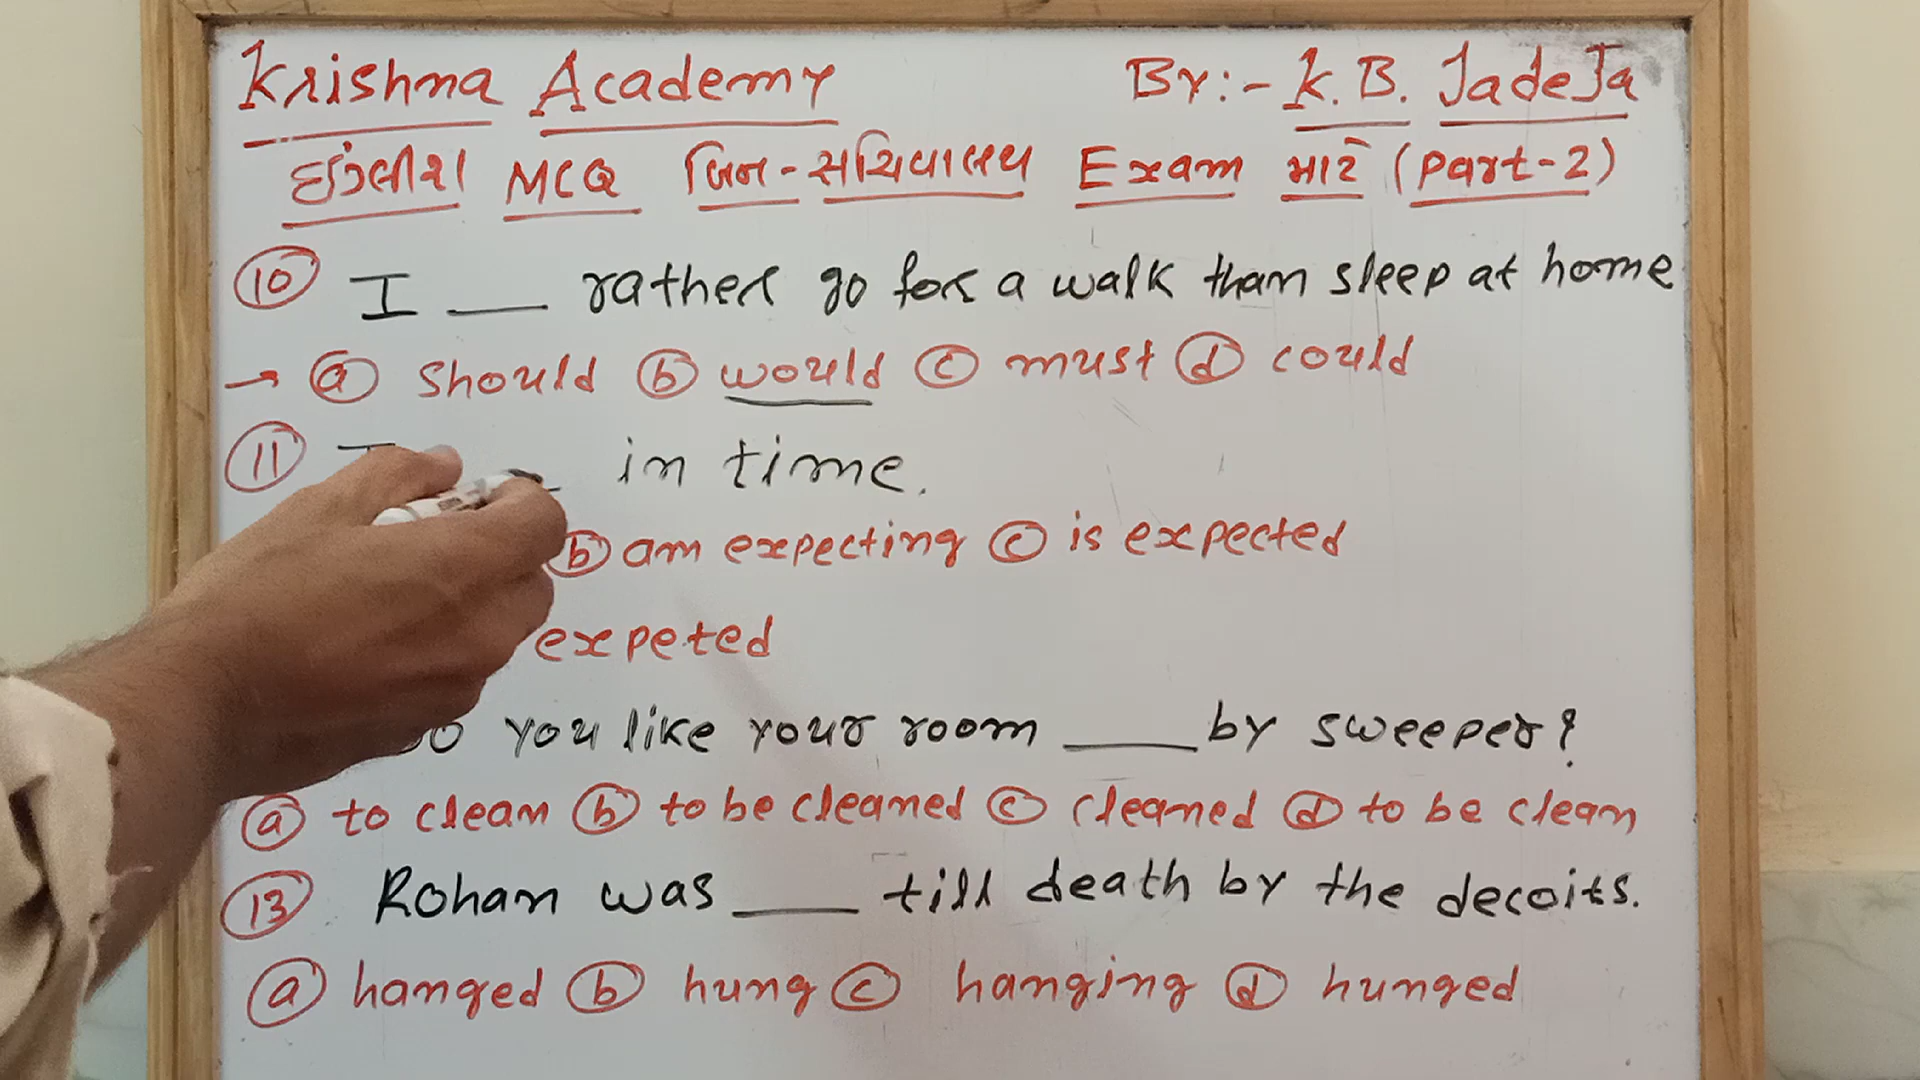 Krishna Academy By:- K. B. JadeJa
ઈંગ્લીશ MCQ બિન-સચિવાલય Exam માટે (Part-2)
10 I ___ rather go for a walk than sleep at home
→ a should b would c must d could
11 I ___ in time.
b am expecting c is expected
expeted
you like your room ___ by sweeper?
a to clean b to be cleaned c cleaned d to be clean
13 Rohan was ___ till death by the decoits.
a hanged b hung c hanging d hunged